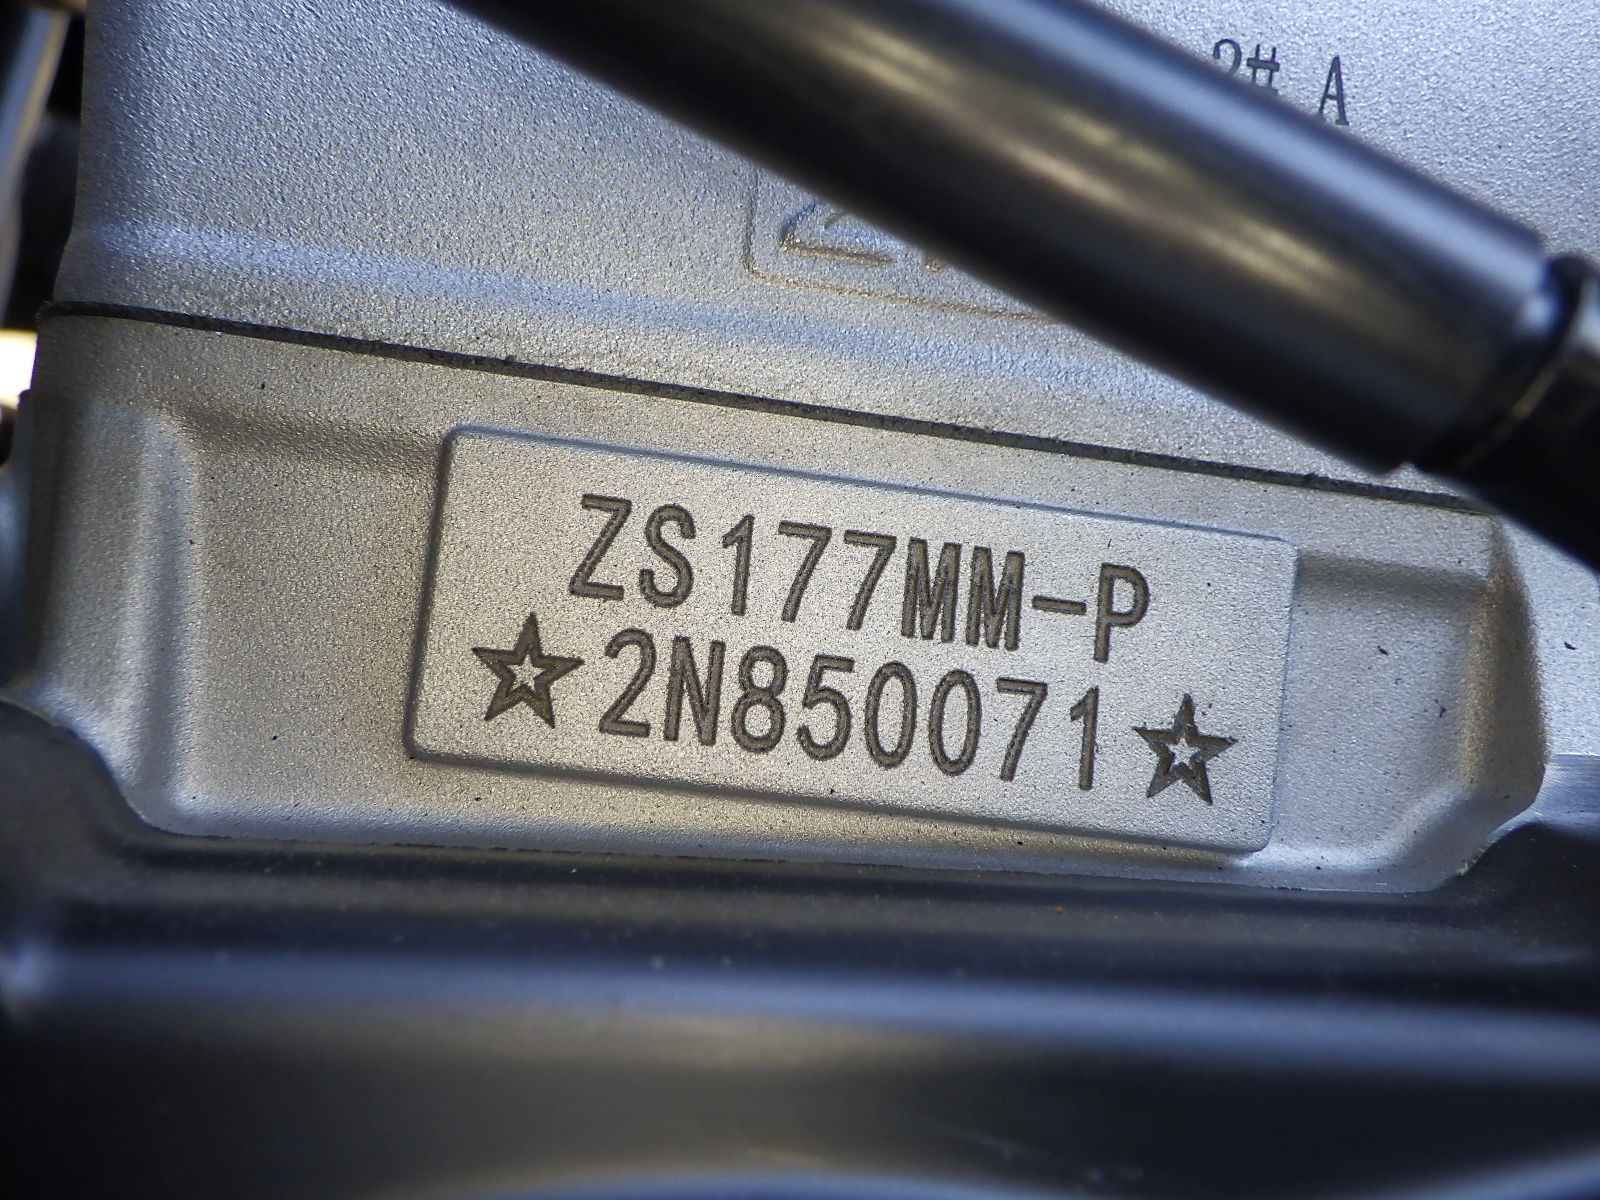 # A
ZS177MM-P
☆2N850071☆